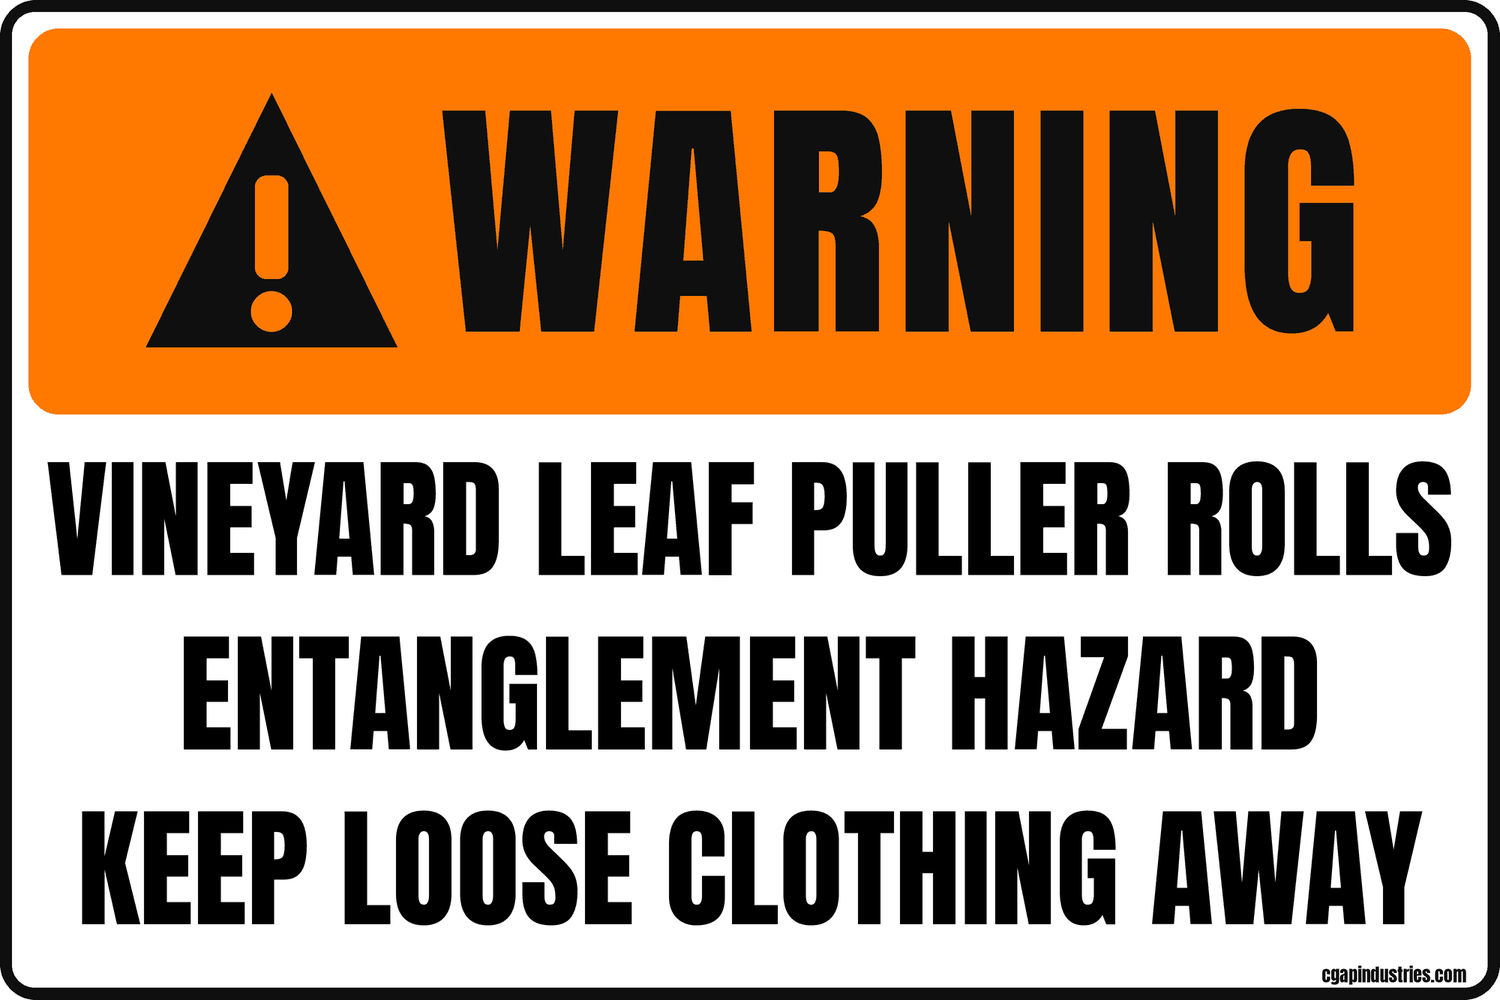 WARNING
VINEYARD LEAF PULLER ROLLS
ENTANGLEMENT HAZARD
KEEP LOOSE CLOTHING AWAY
cgapindustries.com